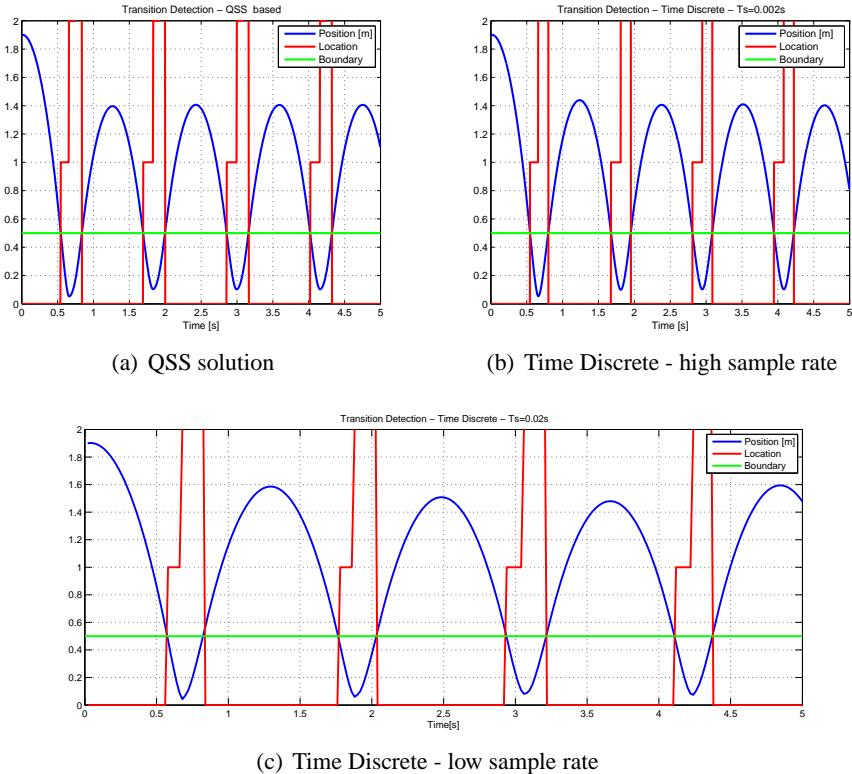 Transition Detection – QSS based
Position [m]
Location
Boundary
2
1.8
1.6
1.4
1.2
1
0.8
0.6
0.4
0.2
0
0 0.5 1 1.5 2 2.5 3 3.5 4 4.5 5
Time [s]
(a) QSS solution
Transition Detection – Time Discrete – Ts=0.002s
Position [m]
Location
Boundary
2
1.8
1.6
1.4
1.2
1
0.8
0.6
0.4
0.2
0
0 0.5 1 1.5 2 2.5 3 3.5 4 4.5 5
Time [s]
(b) Time Discrete - high sample rate
Transition Detection – Time Discrete – Ts=0.02s
Position [m]
Location
Boundary
2
1.8
1.6
1.4
1.2
1
0.8
0.6
0.4
0.2
0
0 0.5 1 1.5 2 2.5 3 3.5 4 4.5 5
Time[s]
(c) Time Discrete - low sample rate